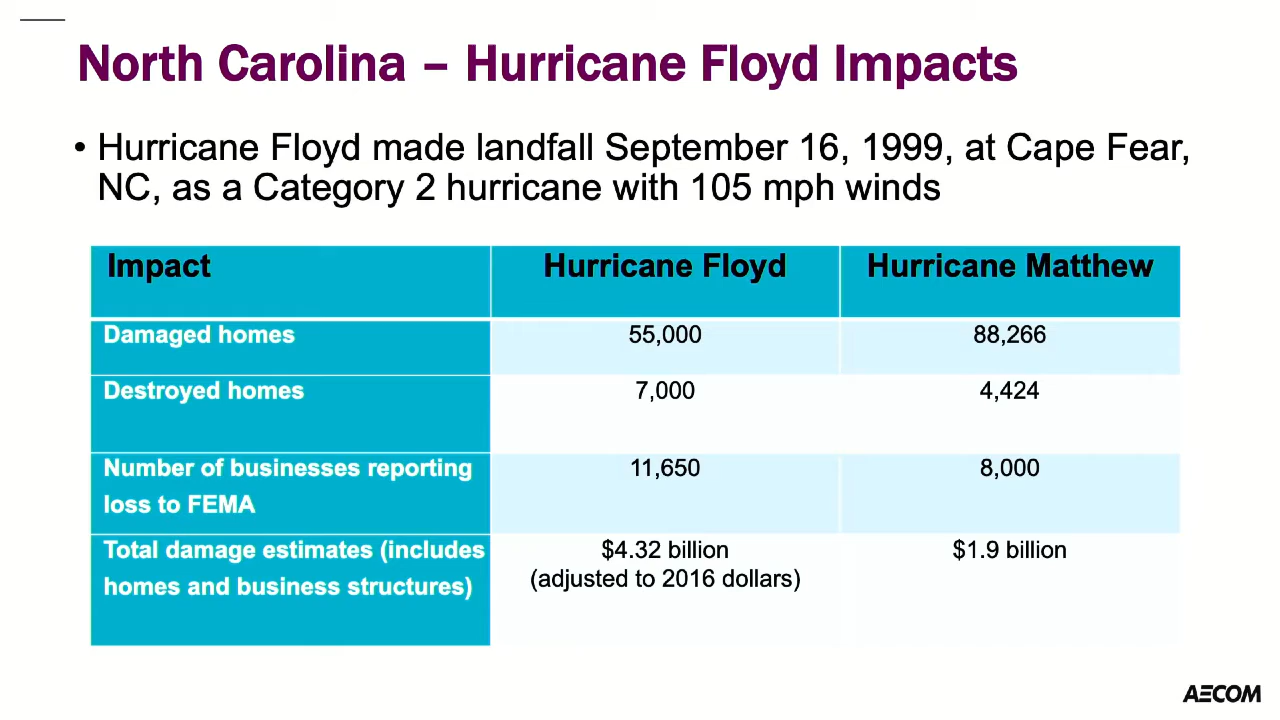 North Carolina – Hurricane Floyd Impacts
• Hurricane Floyd made landfall September 16, 1999, at Cape Fear,
NC, as a Category 2 hurricane with 105 mph winds
Impact Hurricane Floyd Hurricane Matthew
Damaged homes 55,000 88,266
Destroyed homes 7,000 4,424
Number of businesses reporting 11,650 8,000
loss to FEMA
Total damage estimates (includes $4.32 billion $1.9 billion
homes and business structures) (adjusted to 2016 dollars)
AECOM